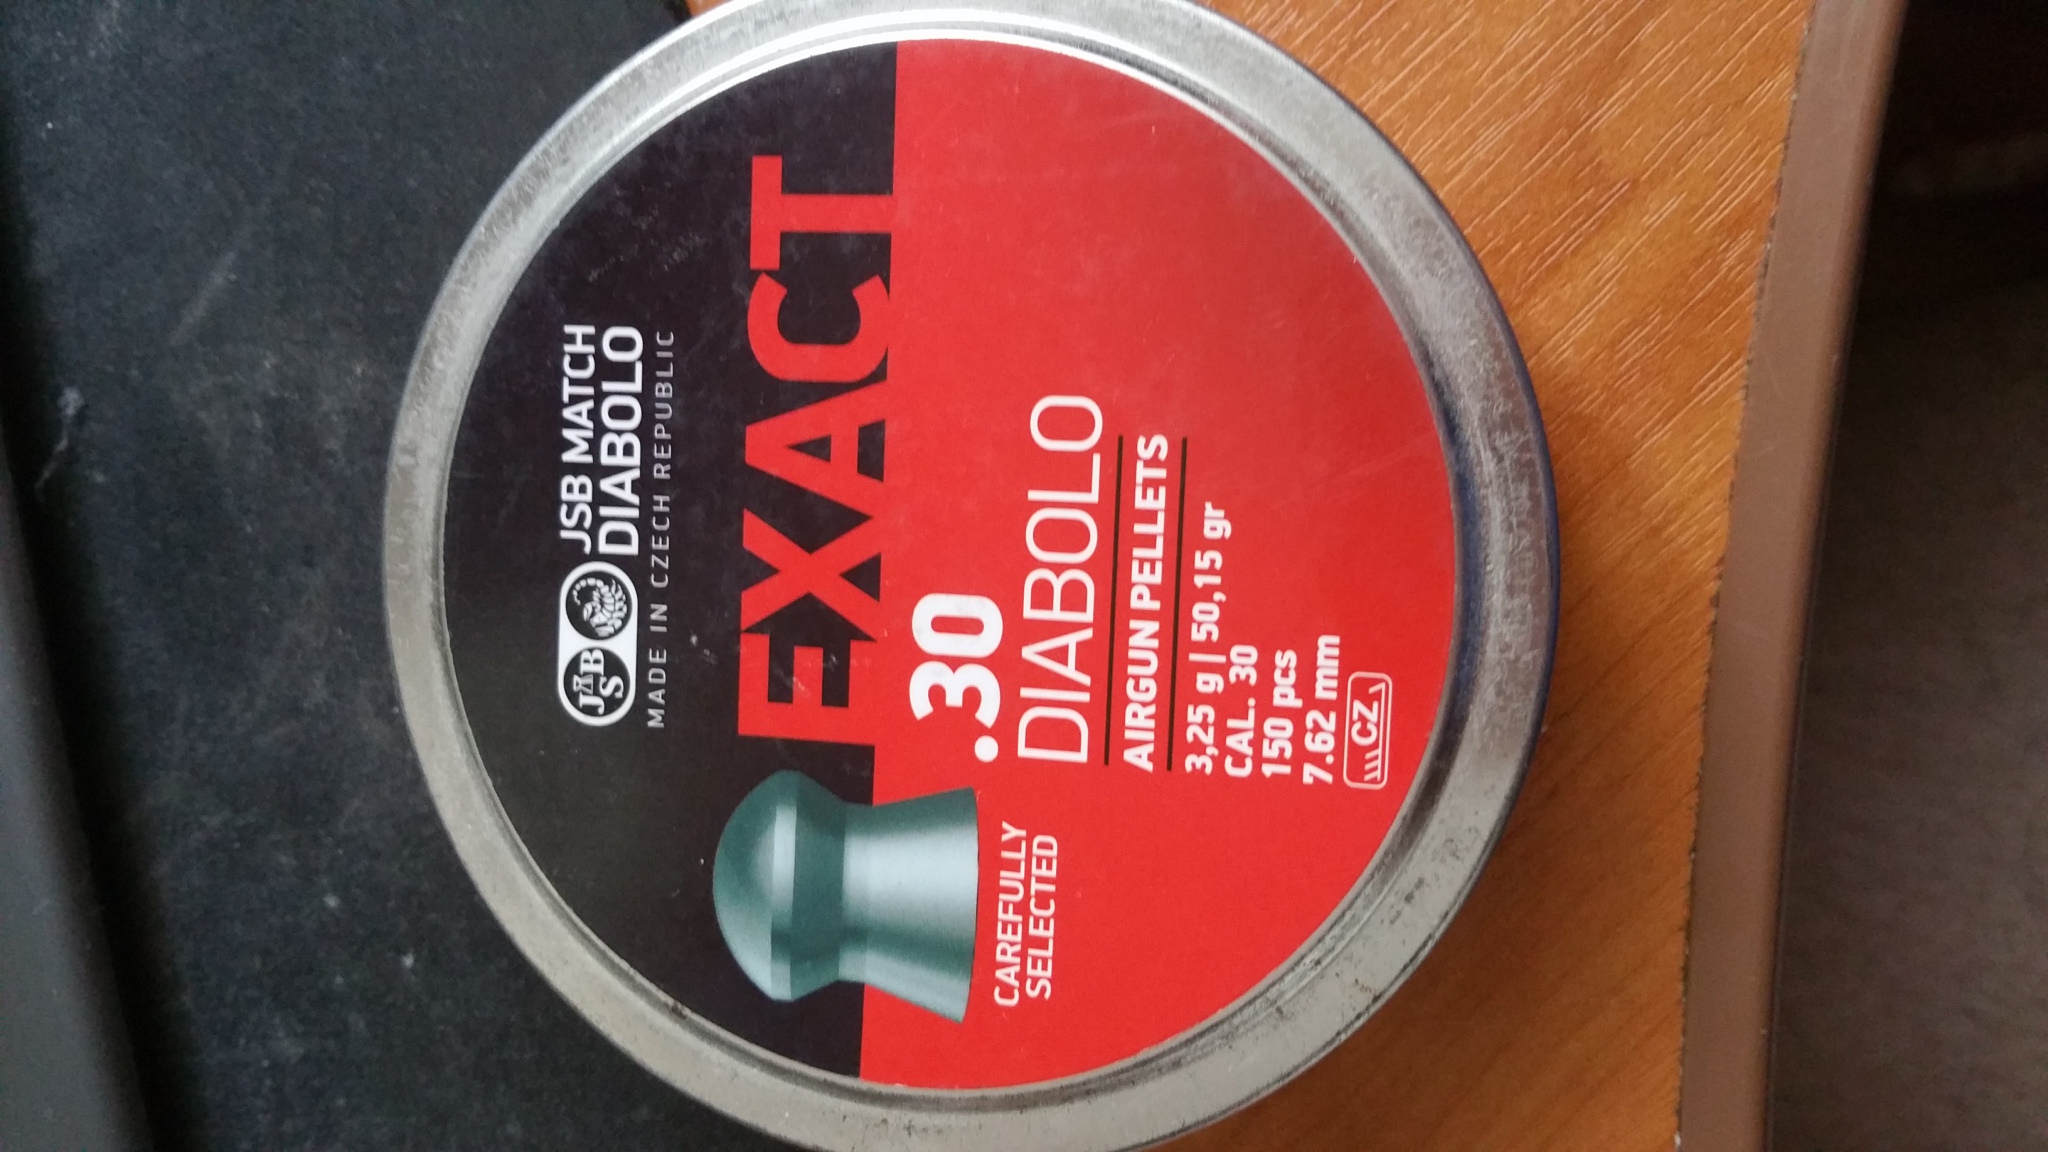 JSB
JSB MATCH
DIABOLO
MADE IN CZECH REPUBLIC
EXACT
.30
DIABOLO
CAREFULLY
SELECTED
AIRGUN PELLETS
3,25 g | 50,15 gr
CAL. 30
150 pcs
7.62 mm
CZ